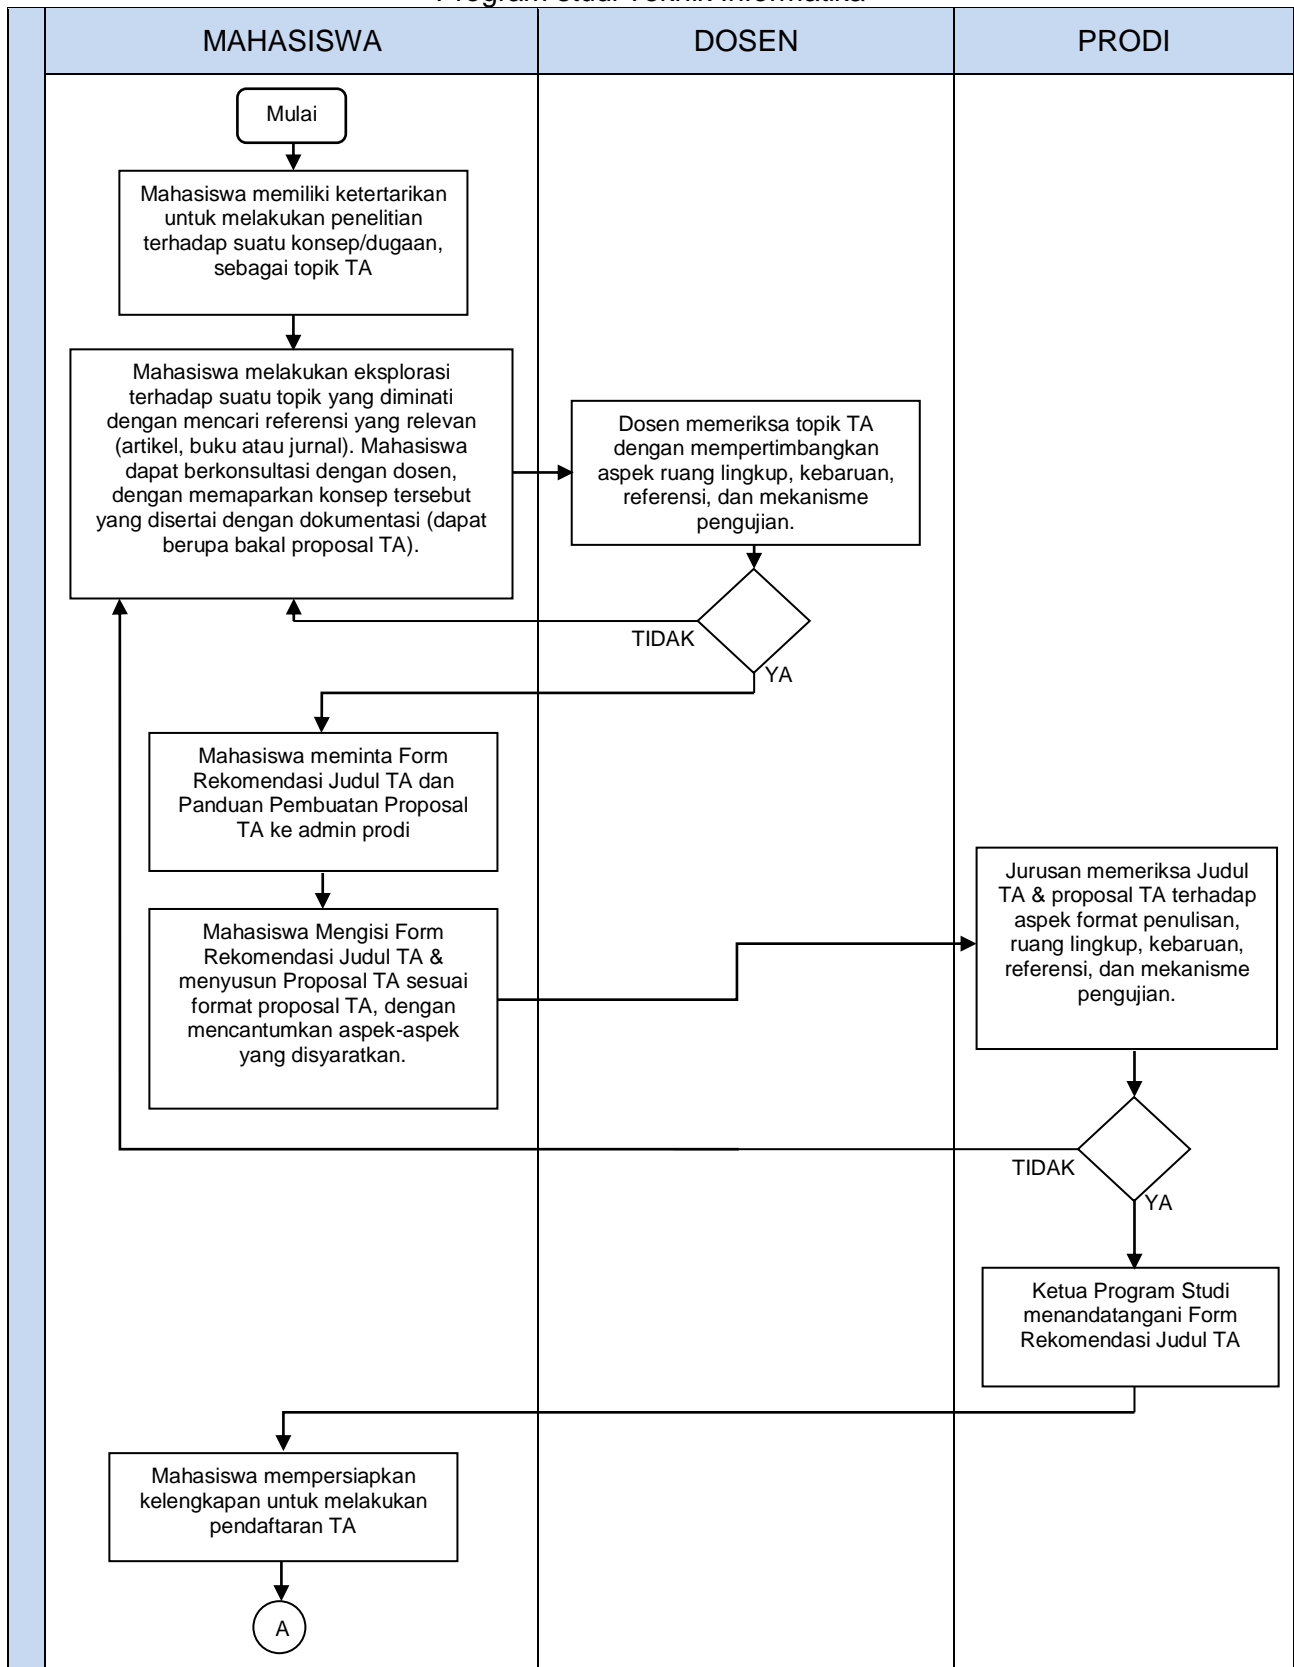 Program studi Teknik Informatika
MAHASISWA
DOSEN
PRODI
Mulai
Mahasiswa memiliki ketertarikan
untuk melakukan penelitian
terhadap suatu konsep/dugaan,
sebagai topik TA
Mahasiswa melakukan eksplorasi
terhadap suatu topik yang diminati
dengan mencari referensi yang relevan
(artikel, buku atau jurnal). Mahasiswa
dapat berkonsultasi dengan dosen,
dengan memaparkan konsep tersebut
yang disertai dengan dokumentasi (dapat
berupa bakal proposal TA).
Dosen memeriksa topik TA
dengan mempertimbangkan
aspek ruang lingkup, kebaruan,
referensi, dan mekanisme
pengujian.
TIDAK
YA
Mahasiswa meminta Form
Rekomendasi Judul TA dan
Panduan Pembuatan Proposal
TA ke admin prodi
Mahasiswa Mengisi Form
Rekomendasi Judul TA &
menyusun Proposal TA sesuai
format proposal TA, dengan
mencantumkan aspek-aspek
yang disyaratkan.
Jurusan memeriksa Judul
TA & proposal TA terhadap
aspek format penulisan,
ruang lingkup, kebaruan,
referensi, dan mekanisme
pengujian.
TIDAK
YA
Ketua Program Studi
menandatangani Form
Rekomendasi Judul TA
Mahasiswa mempersiapkan
kelengkapan untuk melakukan
pendaftaran TA
A